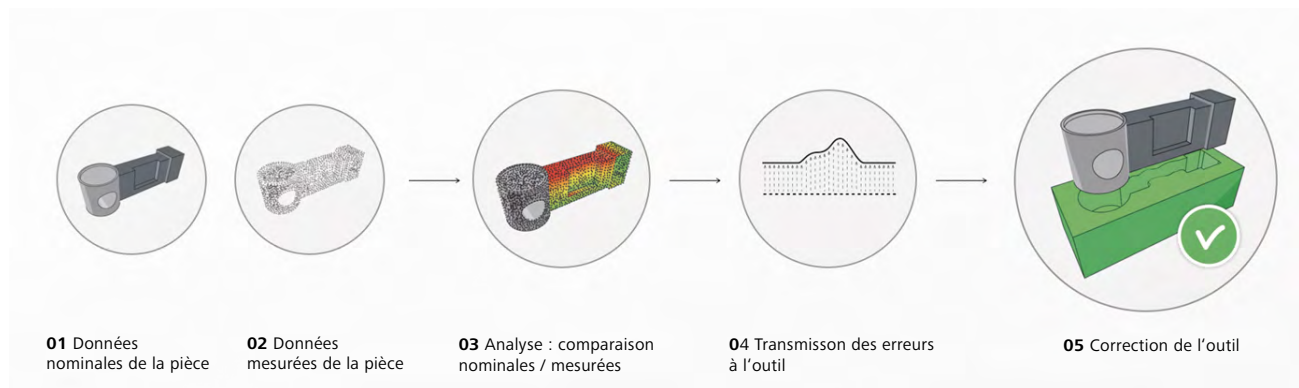 01 Données
nominales de la pièce
02 Données
mesurées de la pièce
03 Analyse : comparaison
nominales / mesurées
04 Transmisson des erreurs
à l’outil
05 Correction de l’outil